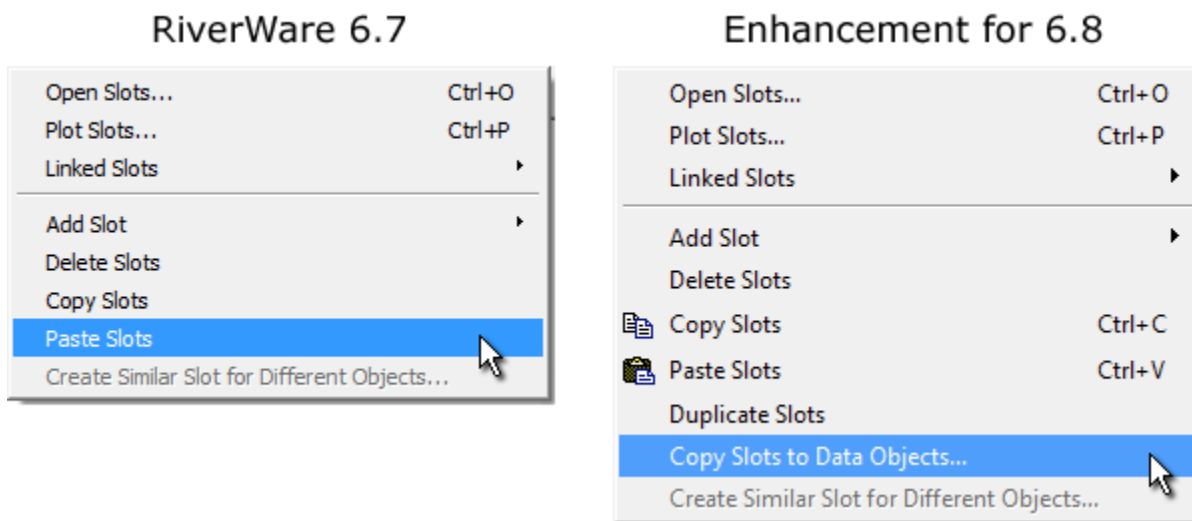 RiverWare 6.7
Open Slots... Ctrl+O
Plot Slots... Ctrl+P
Linked Slots
Add Slot
Delete Slots
Copy Slots
Paste Slots
Create Similar Slot for Different Objects...
Enhancement for 6.8
Open Slots... Ctrl+O
Plot Slots... Ctrl+P
Linked Slots
Add Slot
Delete Slots
Copy Slots Ctrl+C
Paste Slots Ctrl+V
Duplicate Slots
Copy Slots to Data Objects...
Create Similar Slot for Different Objects...